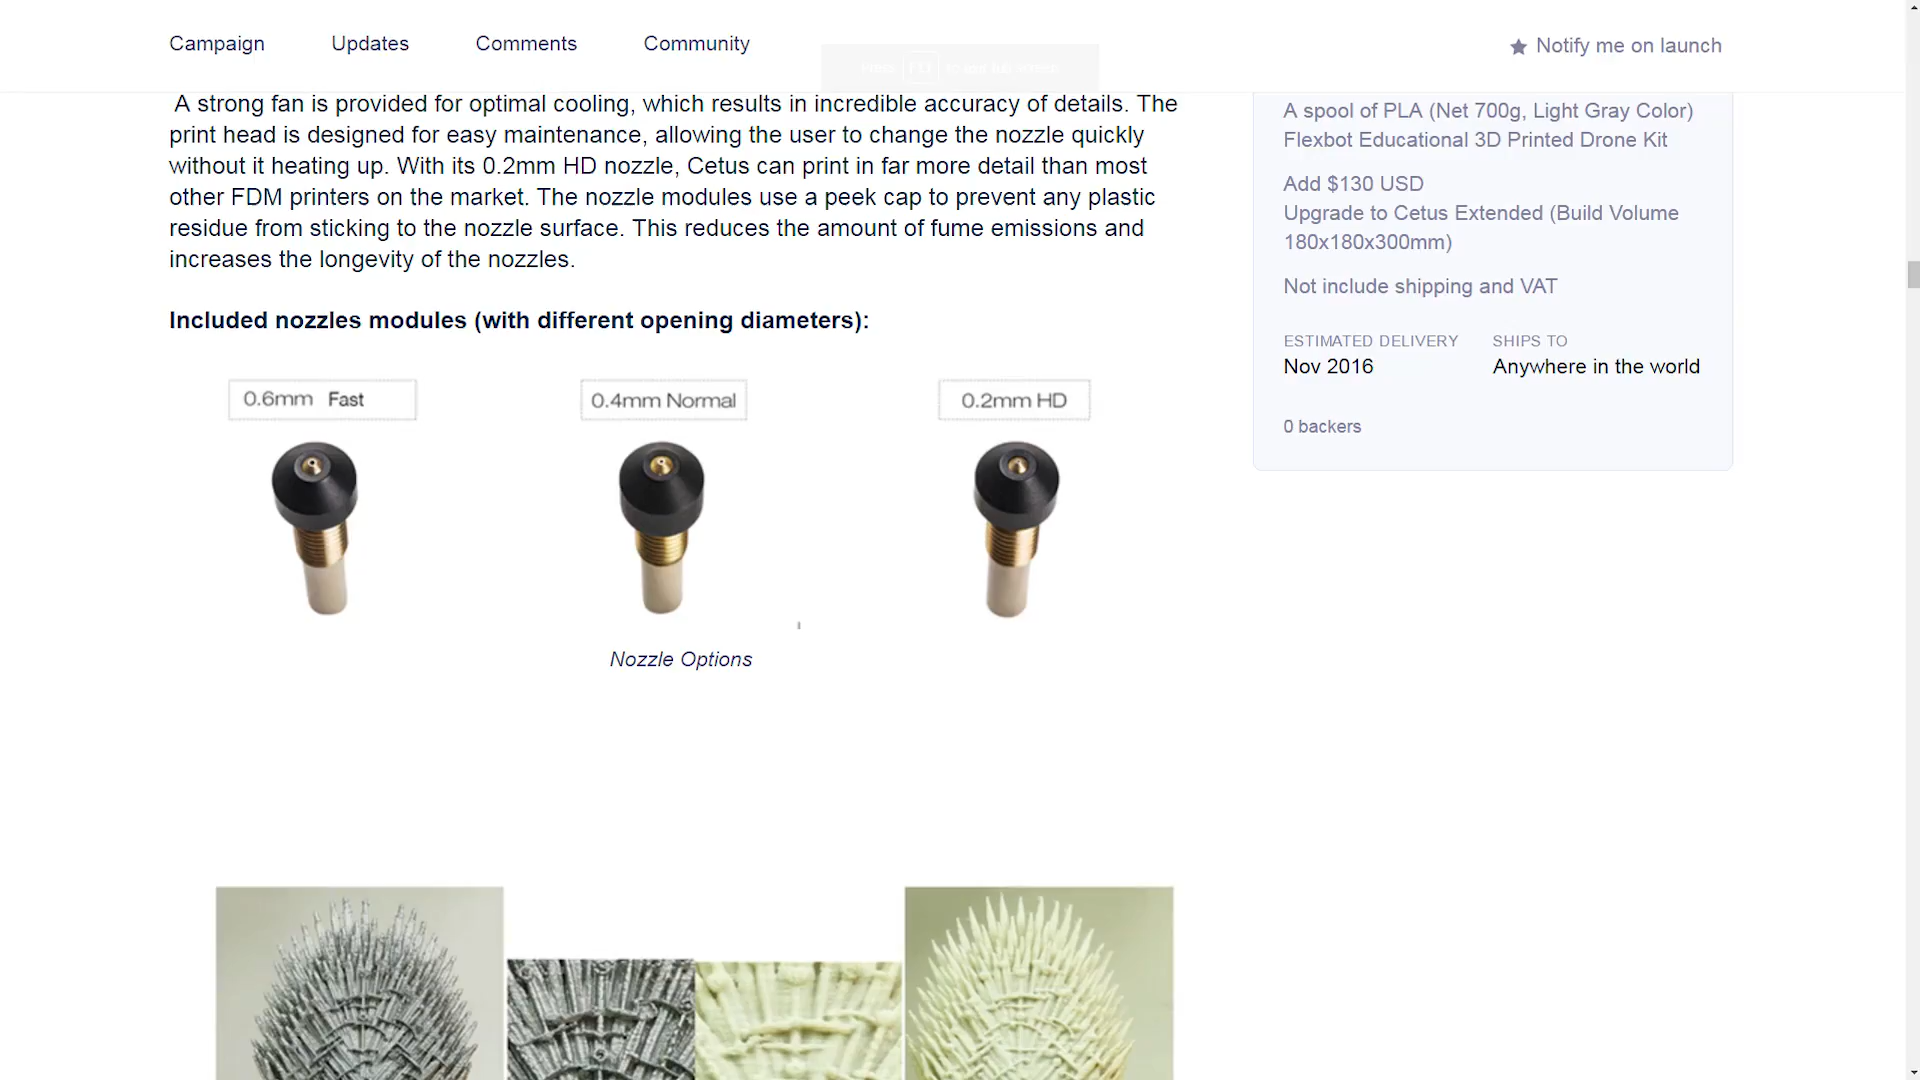 Campaign
Updates
Comments
Community
Notify me on launch
A strong fan is provided for optimal cooling, which results in incredible accuracy of details. The
print head is designed for easy maintenance, allowing the user to change the nozzle quickly
without it heating up. With its 0.2mm HD nozzle, Cetus can print in far more detail than most
other FDM printers on the market. The nozzle modules use a peek cap to prevent any plastic
residue from sticking to the nozzle surface. This reduces the amount of fume emissions and
increases the longevity of the nozzles.
Included nozzles modules (with different opening diameters):
0.6mm Fast
0.4mm Normal
0.2mm HD
Nozzle Options
A spool of PLA (Net 700g, Light Gray Color)
Flexbot Educational 3D Printed Drone Kit
Add $130 USD
Upgrade to Cetus Extended (Build Volume
180x180x300mm)
Not include shipping and VAT
ESTIMATED DELIVERY
Nov 2016
SHIPS TO
Anywhere in the world
0 backers